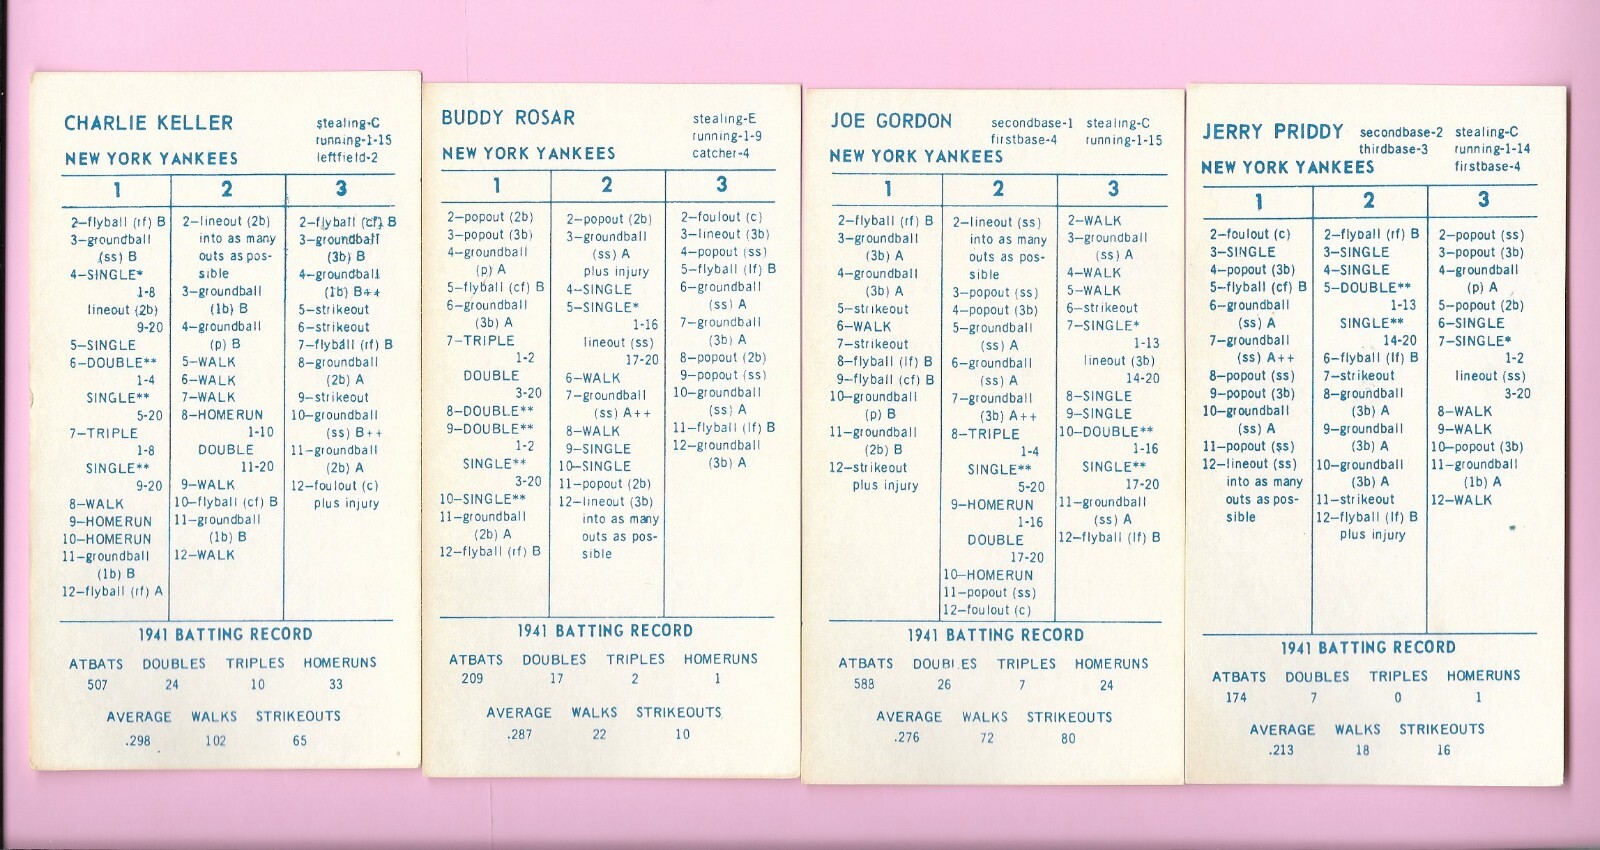 CHARLIE KELLER
stealing-C
running-1-15
NEW YORK YANKEES
leftfield-2
1
2
3
2-flyball (rf) B
3-groundball
(ss) B
4-SINGLE*
1-8
lineout (2b)
9-20
5-SINGLE
6-DOUBLE**
1-4
SINGLE**
5-20
7-TRIPLE
1-8
SINGLE**
9-20
8-WALK
9-HOMERUN
10-HOMERUN
11-groundball
(1b) B
12-flyball (rf) A
2-lineout (2b)
into as many
outs as pos-
sible
3-groundball
(1b) B
4-groundball
(p) B
5-WALK
6-WALK
7-WALK
8-HOMERUN
1-10
DOUBLE
11-20
9-WALK
10-flyball (cf) B
11-groundball
(1b) B
12-WALK
2-flyball (cf) B
3-groundball
(3b) B
4-groundball
(1b) B++
5-strikeout
6-strikeout
7-flyball (rf) B
8-groundball
(2b) A
9-strikeout
10-groundball
(ss) B++
11-groundball
(2b) A
12-foulout (c)
plus injury
1941 BATTING RECORD
ATBATS DOUBLES TRIPLES HOMERUNS
507 24 10 33
AVERAGE WALKS STRIKEOUTS
.298 102 65
BUDDY ROSAR
stealing-E
running-1-9
NEW YORK YANKEES
catcher-4
1
2
3
2-popout (2b)
3-popout (3b)
4-groundball
(p) A
5-flyball (cf) B
6-groundball
(3b) A
7-TRIPLE
1-2
DOUBLE
3-20
8-DOUBLE**
9-DOUBLE**
1-2
SINGLE**
3-20
10-SINGLE**
11-groundball
(2b) A
12-flyball (rf) B
2-popout (2b)
3-groundball
(ss) A
plus injury
4-SINGLE
5-SINGLE*
1-16
lineout (ss)
17-20
6-WALK
7-groundball
(ss) A++
8-WALK
9-SINGLE
10-SINGLE
11-popout (2b)
12-lineout (3b)
into as many
outs as pos-
sible
2-foulout (c)
3-lineout (3b)
4-popout (ss)
5-flyball (lf) B
6-groundball
(ss) A
7-groundball
(3b) A
8-popout (2b)
9-popout (ss)
10-groundball
(ss) A
11-flyball (lf) B
12-groundball
(3b) A
1941 BATTING RECORD
ATBATS DOUBLES TRIPLES HOMERUNS
209 17 2 1
AVERAGE WALKS STRIKEOUTS
.287 22 10
JOE GORDON
secondbase-1 stealing-C
firstbase-4 running-1-15
NEW YORK YANKEES
1
2
3
2-flyball (rf) B
3-groundball
(3b) A
4-groundball
(3b) A
5-strikeout
6-WALK
7-strikeout
8-flyball (lf) B
9-flyball (cf) B
10-groundball
(p) B
11-groundball
(2b) B
12-strikeout
plus injury
2-lineout (ss)
into as many
outs as pos-
sible
3-popout (ss)
4-popout (3b)
5-groundball
(ss) A
6-groundball
(ss) A
7-groundball
(3b) A++
8-TRIPLE
1-4
SINGLE**
5-20
9-HOMERUN
1-16
DOUBLE
17-20
10-HOMERUN
11-popout (ss)
12-foulout (c)
2-WALK
3-groundball
(ss) A
4-WALK
5-WALK
6-strikeout
7-SINGLE*
1-13
lineout (3b)
14-20
8-SINGLE
9-SINGLE
10-DOUBLE**
1-16
SINGLE**
17-20
11-groundball
(ss) A
12-flyball (lf) B
1941 BATTING RECORD
ATBATS DOUBLES TRIPLES HOMERUNS
588 26 7 24
AVERAGE WALKS STRIKEOUTS
.276 72 80
JERRY PRIDDY
secondbase-2 stealing-C
thirdbase-3 running-1-14
NEW YORK YANKEES
firstbase-4
1
2
3
2-foulout (c)
3-SINGLE
4-popout (3b)
5-flyball (cf) B
6-groundball
(ss) A
7-groundball
(ss) A++
8-popout (ss)
9-popout (3b)
10-groundball
(ss) A
11-popout (ss)
12-lineout (ss)
into as many
outs as pos-
sible
2-flyball (rf) B
3-SINGLE
4-SINGLE
5-DOUBLE**
1-13
SINGLE**
14-20
6-flyball (lf) B
7-strikeout
8-groundball
(3b) A
9-groundball
(3b) A
10-groundball
(3b) A
11-strikeout
12-flyball (lf) B
plus injury
2-popout (ss)
3-popout (3b)
4-groundball
(p) A
5-popout (2b)
6-SINGLE
7-SINGLE*
1-2
lineout (ss)
3-20
8-WALK
9-WALK
10-popout (3b)
11-groundball
(1b) A
12-WALK
1941 BATTING RECORD
ATBATS DOUBLES TRIPLES HOMERUNS
174 7 0 1
AVERAGE WALKS STRIKEOUTS
.213 18 16